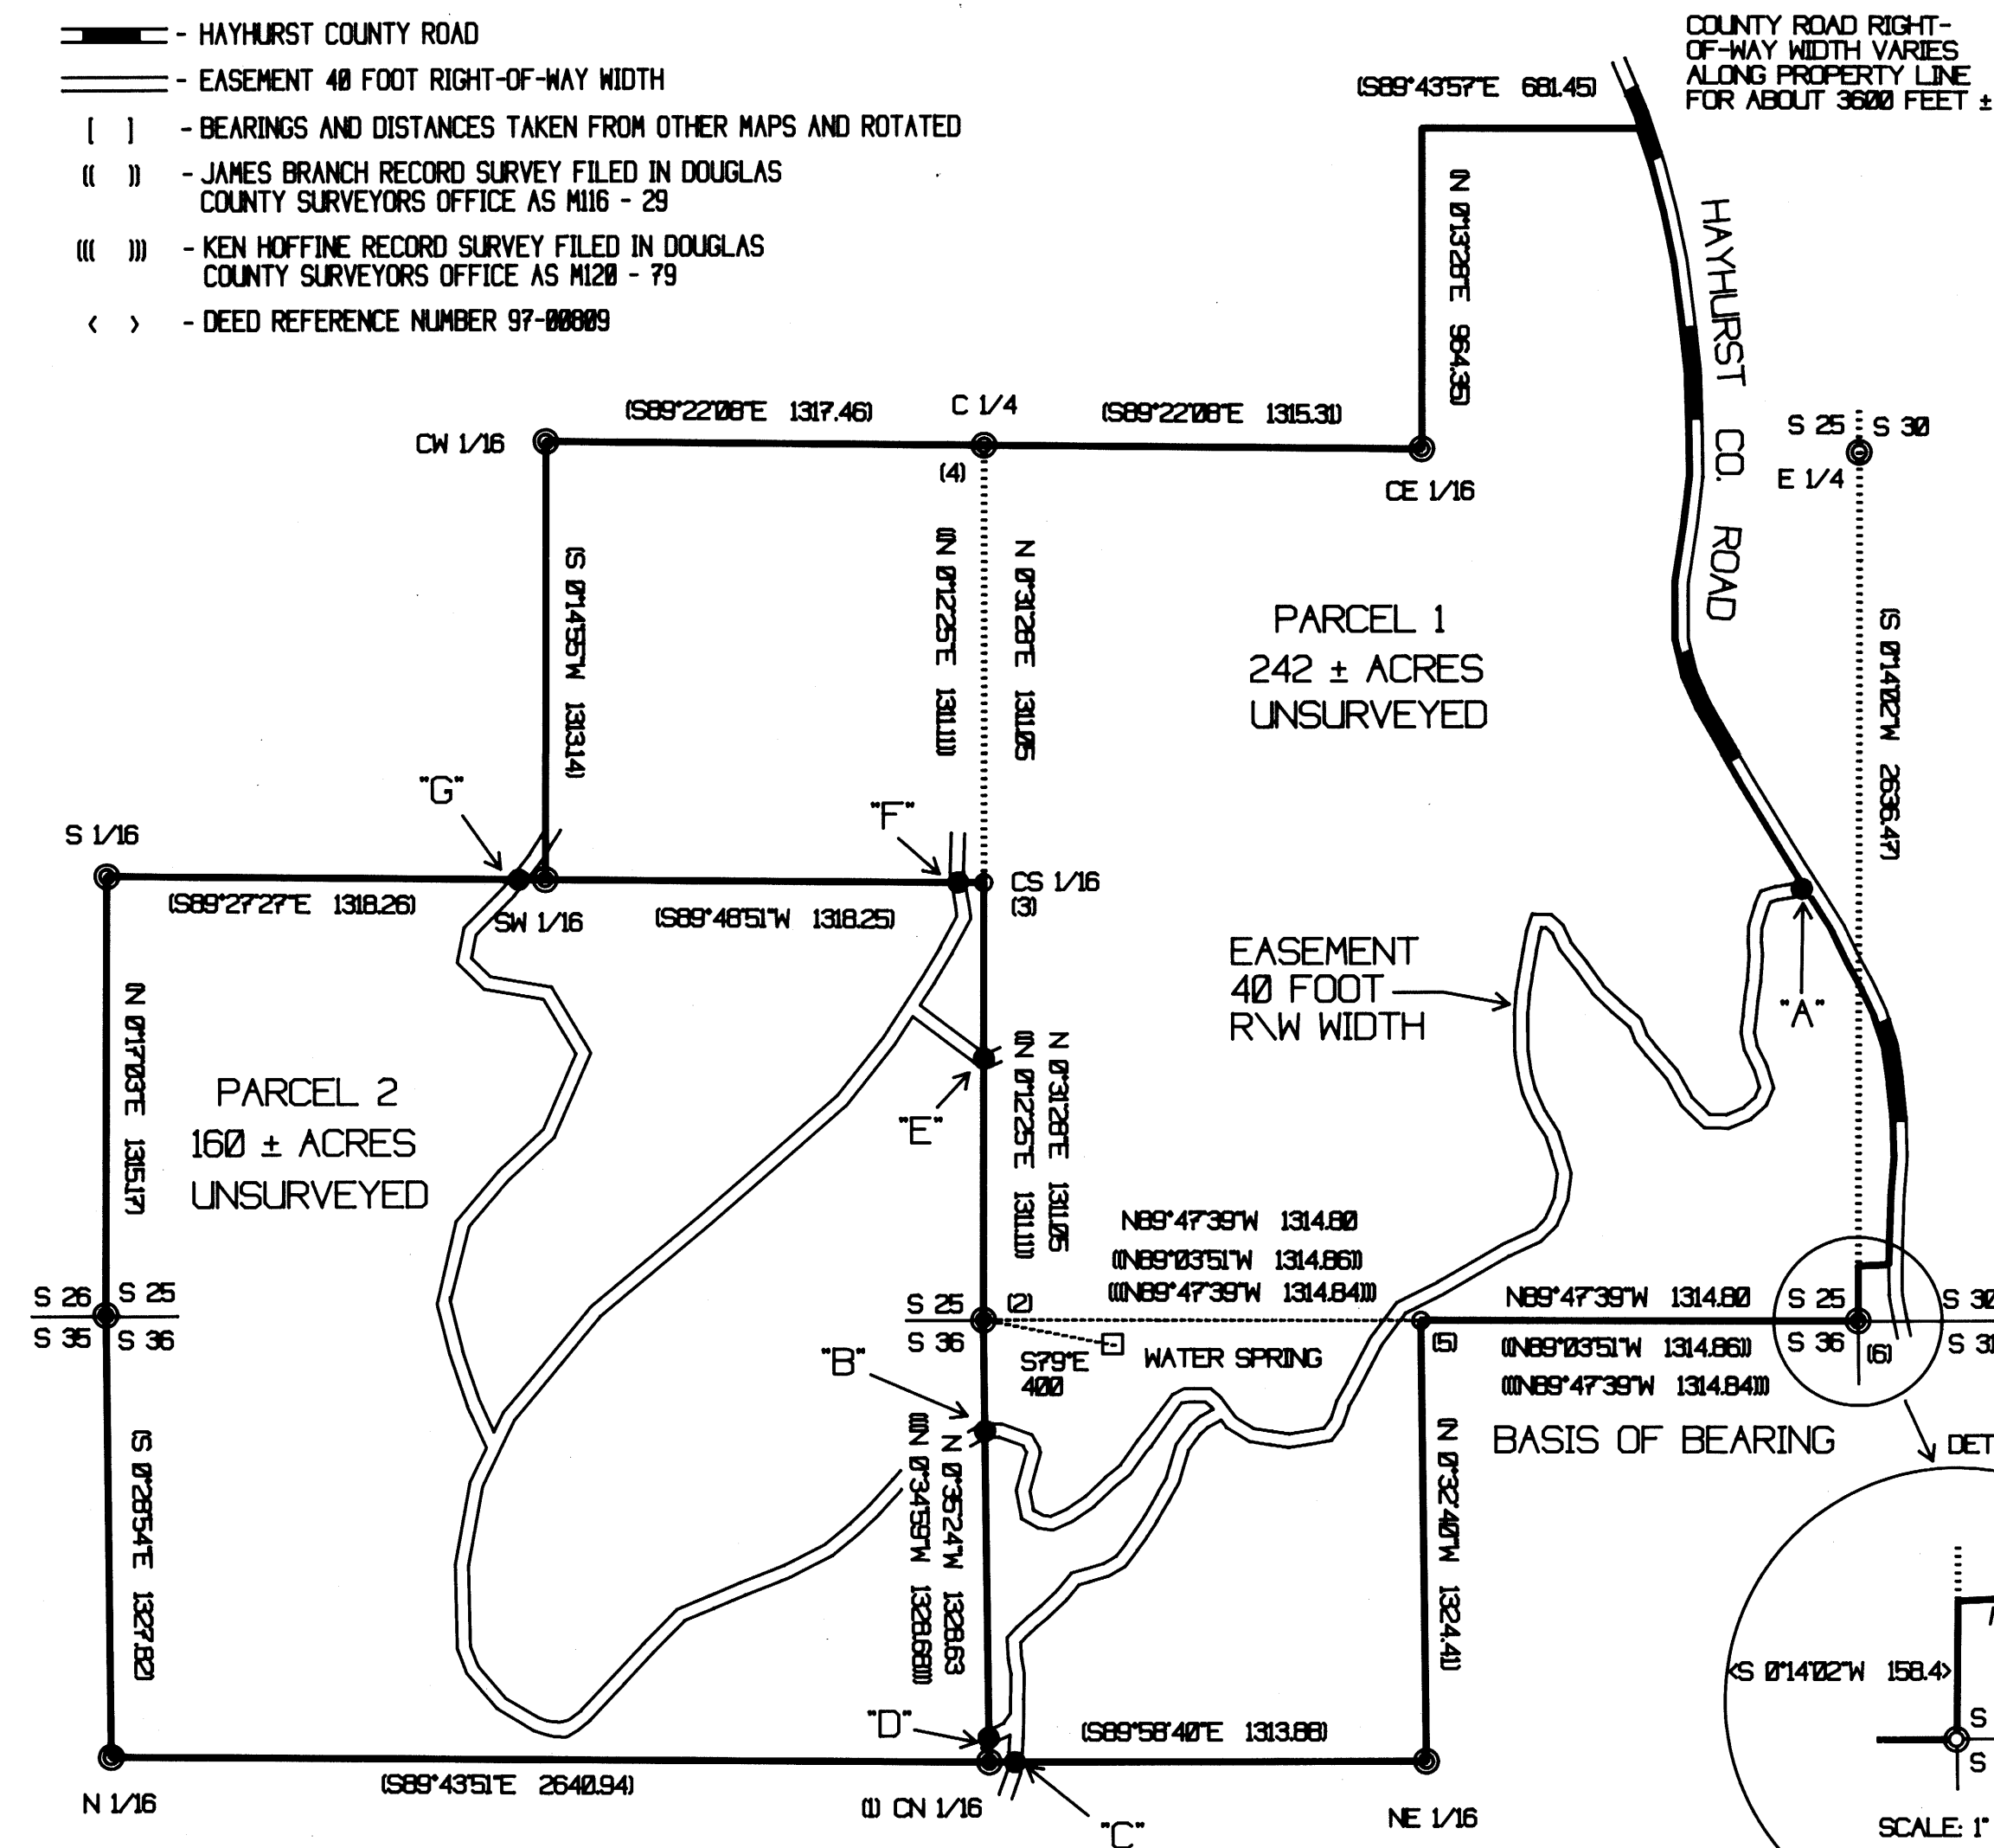 - HAYHURST COUNTY ROAD
- EASEMENT 40 FOOT RIGHT-OF-WAY WIDTH
[ ] - BEARINGS AND DISTANCES TAKEN FROM OTHER MAPS AND ROTATED
(( )) - JAMES BRANCH RECORD SURVEY FILED IN DOUGLAS
COUNTY SURVEYORS OFFICE AS M116 - 29
((( ))) - KEN HOFFINE RECORD SURVEY FILED IN DOUGLAS
COUNTY SURVEYORS OFFICE AS M120 - 79
< > - DEED REFERENCE NUMBER 97-00809
COUNTY ROAD RIGHT-
OF-WAY WIDTH VARIES
ALONG PROPERTY LINE
FOR ABOUT 3600 FEET ±
(S89°43'57"E 681.45)
(N 0°13'28"E 964.35)
HAYHURST CO. ROAD
(S89°22'08"E 1317.46)
C 1/4
(S89°22'08"E 1315.31)
CW 1/16
(4)
CE 1/16
S 25
S 30
E 1/4
(S 0°14'55"W 1313.14)
((N 0°12'25"E 1311.11))
N 0°31'28"E 1311.05
PARCEL 1
242 ± ACRES
UNSURVEYED
(S 0°14'02"W 2636.47)
"G"
"F"
S 1/16
CS 1/16
(3)
(S89°27'27"E 1318.26)
SW 1/16
(S89°48'51"W 1318.25)
EASEMENT
40 FOOT
R\W WIDTH
"A"
(N 0°17'03"E 1315.17)
PARCEL 2
160 ± ACRES
UNSURVEYED
"E"
((N 0°12'25"E 1311.11))
N 0°31'28"E 1311.05
N89°47'39"W 1314.80
((N89°03'51"W 1314.86))
(((N89°47'39"W 1314.84)))
S 26
S 25
S 35
S 36
S 25
(2)
S 36
S79°E
400
WATER SPRING
N89°47'39"W 1314.80
(5)
((N89°03'51"W 1314.86))
(((N89°47'39"W 1314.84)))
S 25
S 30
S 36
(6)
S 31
BASIS OF BEARING
"B"
(S 0°28'54"E 1327.82)
(((N 0°34'59"W 1328.68)))
N 0°35'24"W 1328.63
(N 0°32'40"W 1324.41)
DET
<S 0°14'02"W 158.4>
S
S
SCALE: 1"
"D"
(S89°58'40"E 1313.88)
(S89°43'51"E 2640.94)
N 1/16
(1) CN 1/16
"C"
NE 1/16